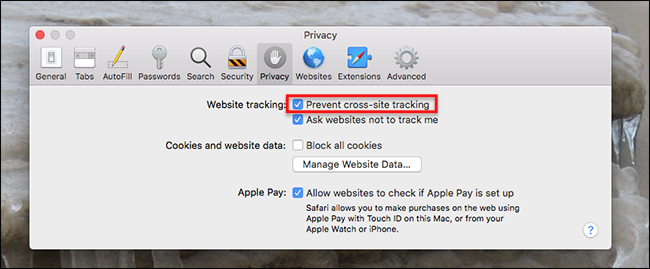 Privacy
General Tabs AutoFill Passwords Search Security Privacy Websites Extensions Advanced
Website tracking: Prevent cross-site tracking
Ask websites not to track me
Cookies and website data: Block all cookies
Manage Website Data...
Apple Pay: Allow websites to check if Apple Pay is set up
Safari allows you to make purchases on the web using
Apple Pay with Touch ID on this Mac, or from your
Apple Watch or iPhone.
?